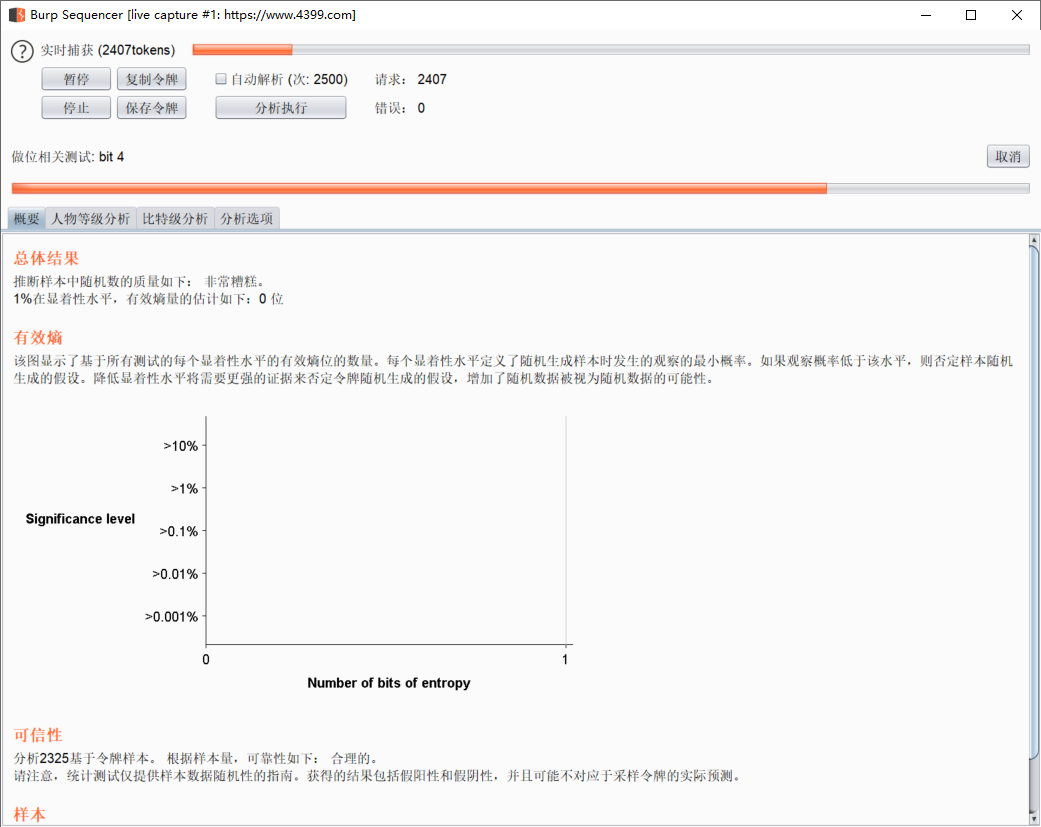 Burp Sequencer [live capture #1: https://www.4399.com]
? 实时捕获 (2407tokens)
暂停 复制令牌 自动解析 (次: 2500) 请求: 2407
停止 保存令牌 分析执行 错误: 0
做位相关测试: bit 4 取消
概要 人物等级分析 比特级分析 分析选项
总体结果
推断样本中随机数的质量如下： 非常糟糕。
1%在显着性水平，有效熵量的估计如下：0 位
有效熵
该图显示了基于所有测试的每个显着性水平的有效熵位的数量。每个显着性水平定义了随机生成样本时发生的观察的最小概率。如果观察概率低于该水平，则否定样本随机
生成的假设。降低显着性水平将需要更强的证据来否定令牌随机生成的假设，增加了随机数据被视为随机数据的可能性。
>10%
>1%
Significance level
>0.1%
>0.01%
>0.001%
0 1
Number of bits of entropy
可信性
分析2325基于令牌样本。 根据样本量，可靠性如下： 合理的。
请注意，统计测试仅提供样本数据随机性的指南。获得的结果包括假阳性和假阴性，并且可能不对应于采样令牌的实际预测。
样本